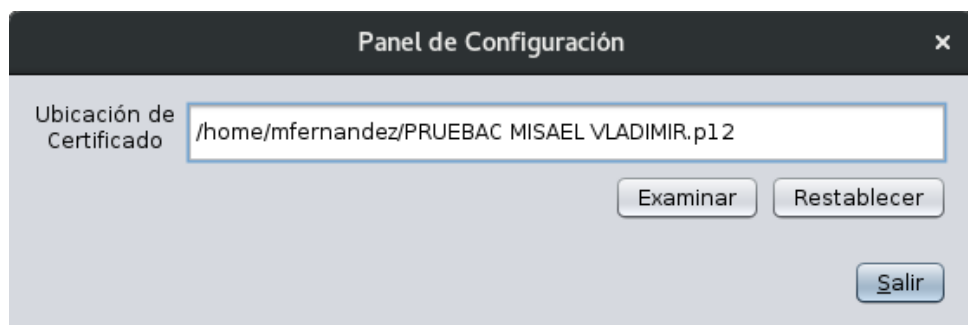 Panel de Configuración ×
Ubicación de
Certificado
/home/mfernandez/PRUEBAC MISAEL VLADIMIR.p12
Examinar Restablecer
Salir